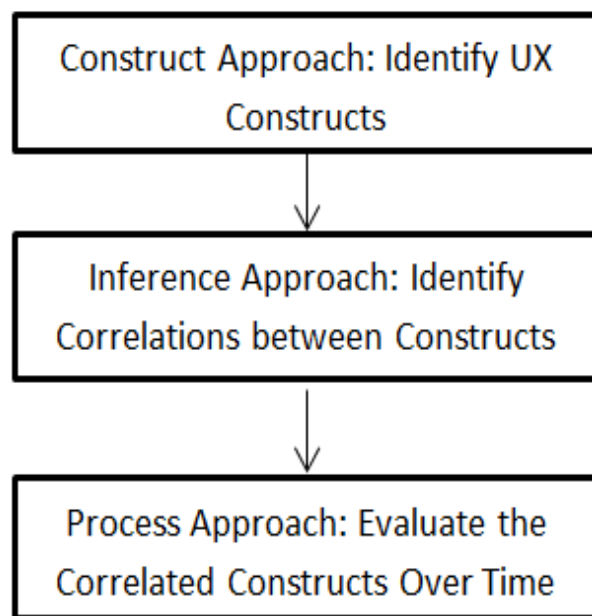 Construct Approach: Identify UX
Constructs
Inference Approach: Identify
Correlations between Constructs
Process Approach: Evaluate the
Correlated Constructs Over Time